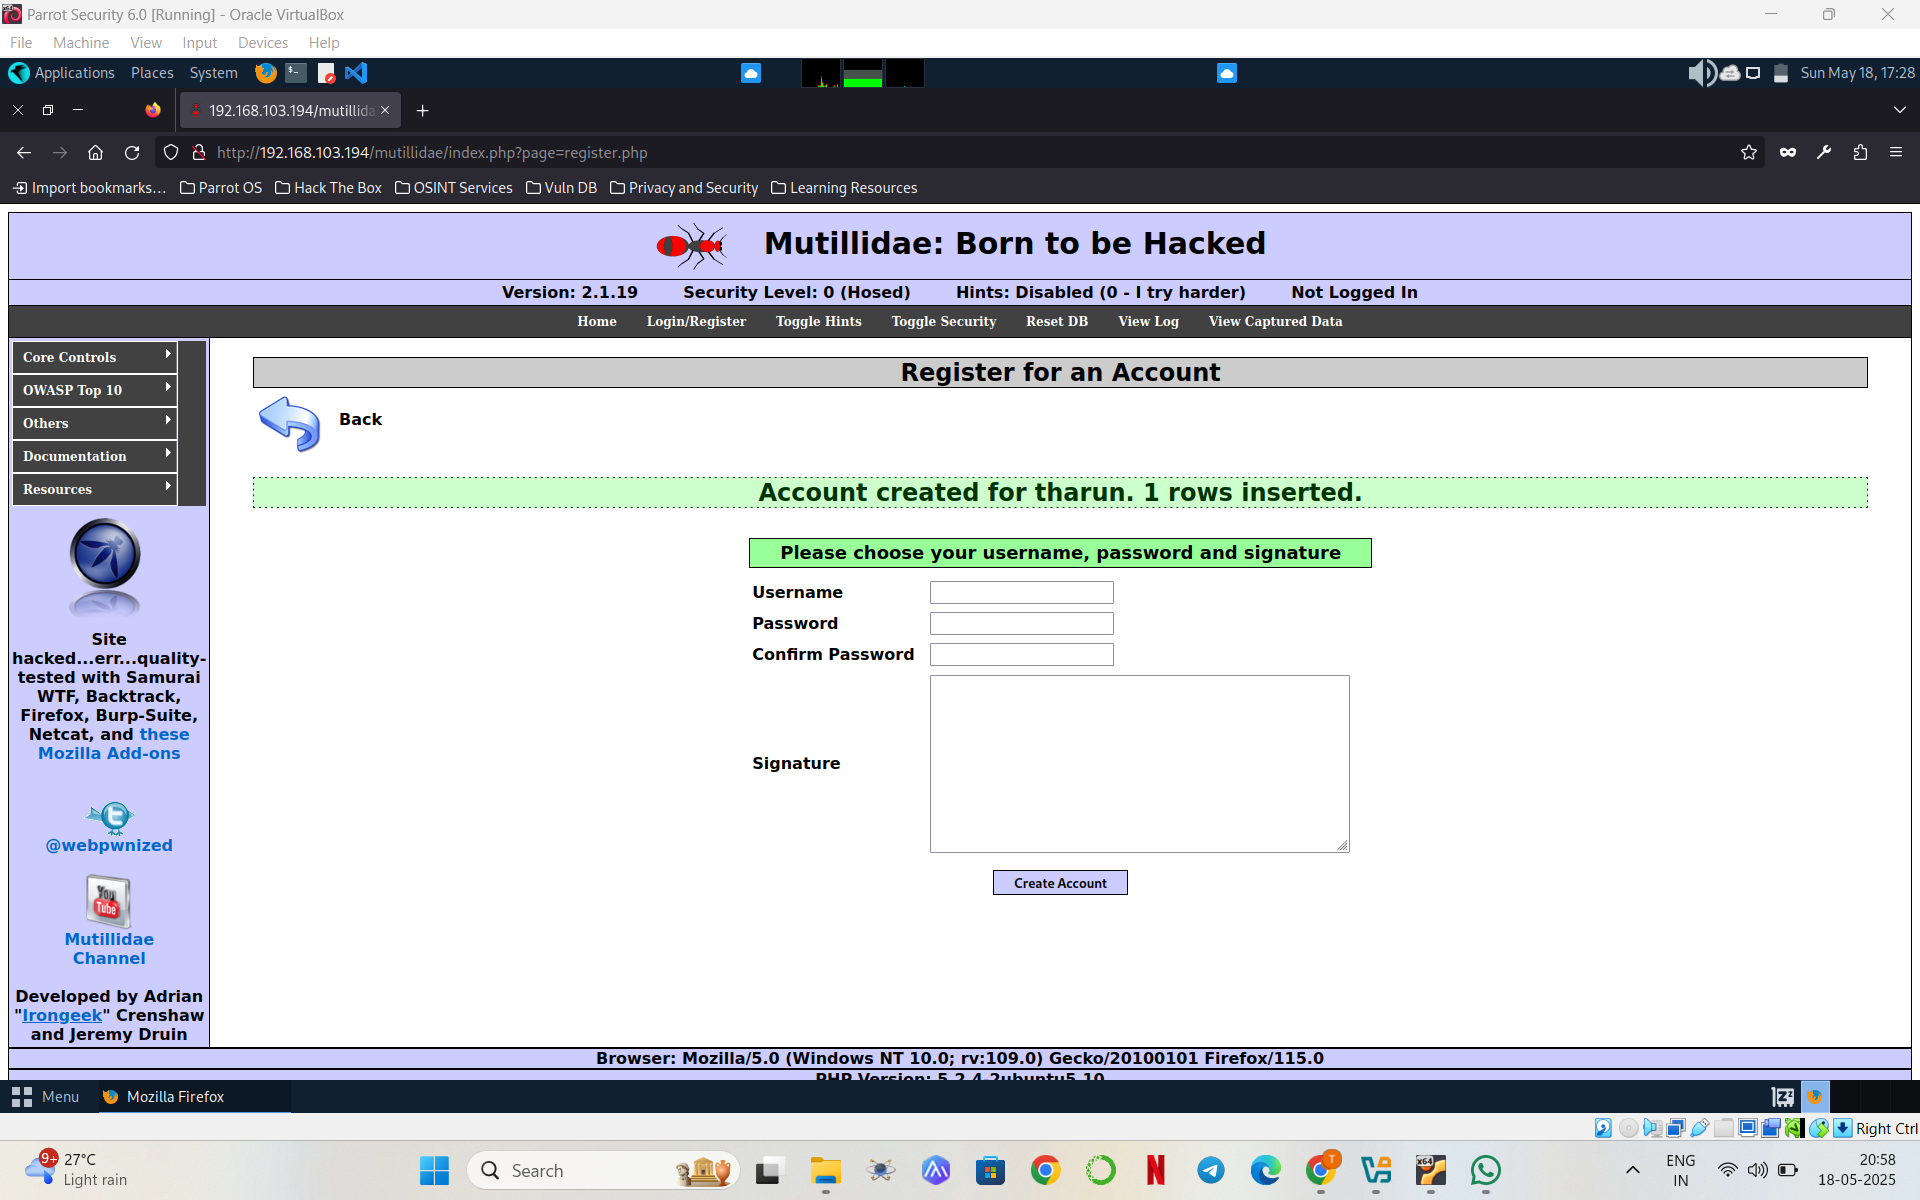 Parrot Security 6.0 [Running] - Oracle VirtualBox
File Machine View Input Devices Help
Applications Places System
Sun May 18, 17:28
192.168.103.194/mutillida
http://192.168.103.194/mutillidae/index.php?page=register.php
Import bookmarks... Parrot OS Hack The Box OSINT Services Vuln DB Privacy and Security Learning Resources
Mutillidae: Born to be Hacked
Version: 2.1.19 Security Level: 0 (Hosed) Hints: Disabled (0 - I try harder) Not Logged In
Home Login/Register Toggle Hints Toggle Security Reset DB View Log View Captured Data
Core Controls
OWASP Top 10
Others
Documentation
Resources
Site
hacked...err...quality-
tested with Samurai
WTF, Backtrack,
Firefox, Burp-Suite,
Netcat, and these
Mozilla Add-ons
@webpwnized
You
Tube
Mutillidae
Channel
Developed by Adrian
"Irongeek" Crenshaw
and Jeremy Druin
Register for an Account
Back
Account created for tharun. 1 rows inserted.
Please choose your username, password and signature
Username
Password
Confirm Password
Signature
Create Account
Browser: Mozilla/5.0 (Windows NT 10.0; rv:109.0) Gecko/20100101 Firefox/115.0
PHP Version: 5.2.4-2ubuntu5.10
Menu Mozilla Firefox
Right Ctrl
9+
27°C
Light rain
Search
T
x64
ENG
IN
20:58
18-05-2025